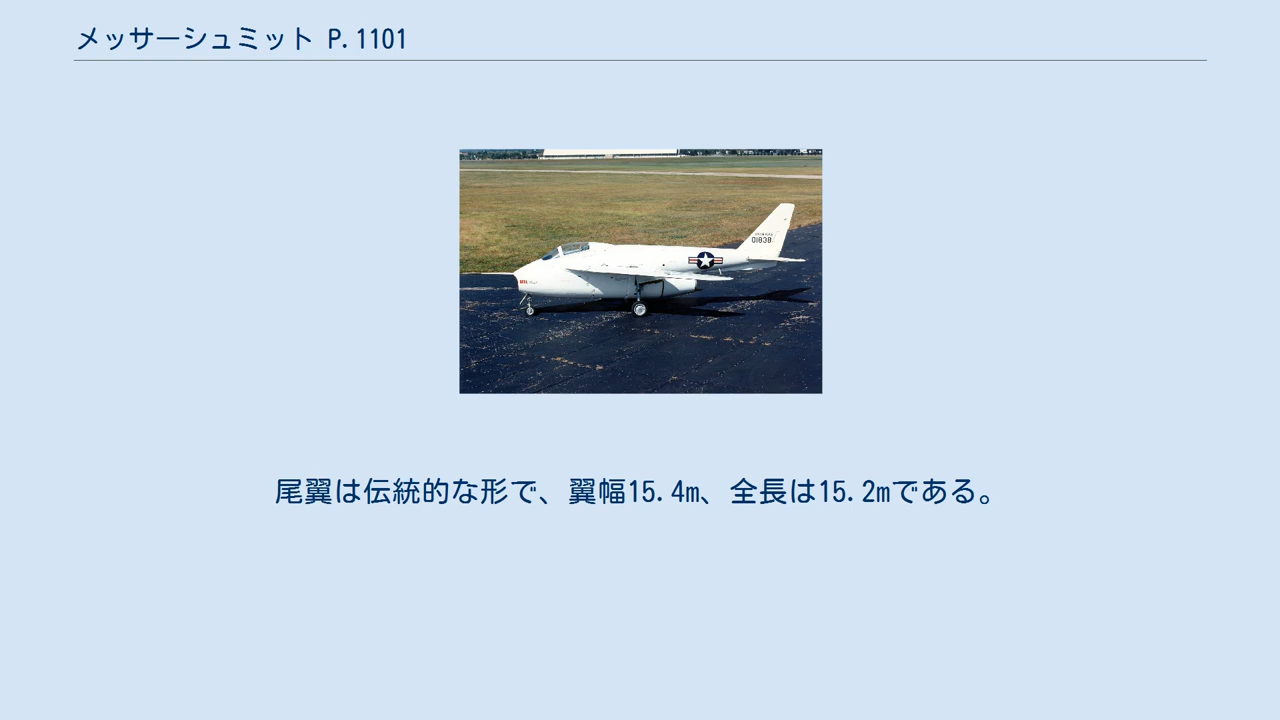 メッサーシュミット P.1101
01838
尾翼は伝統的な形で、翼幅15.4m、全長は15.2mである。